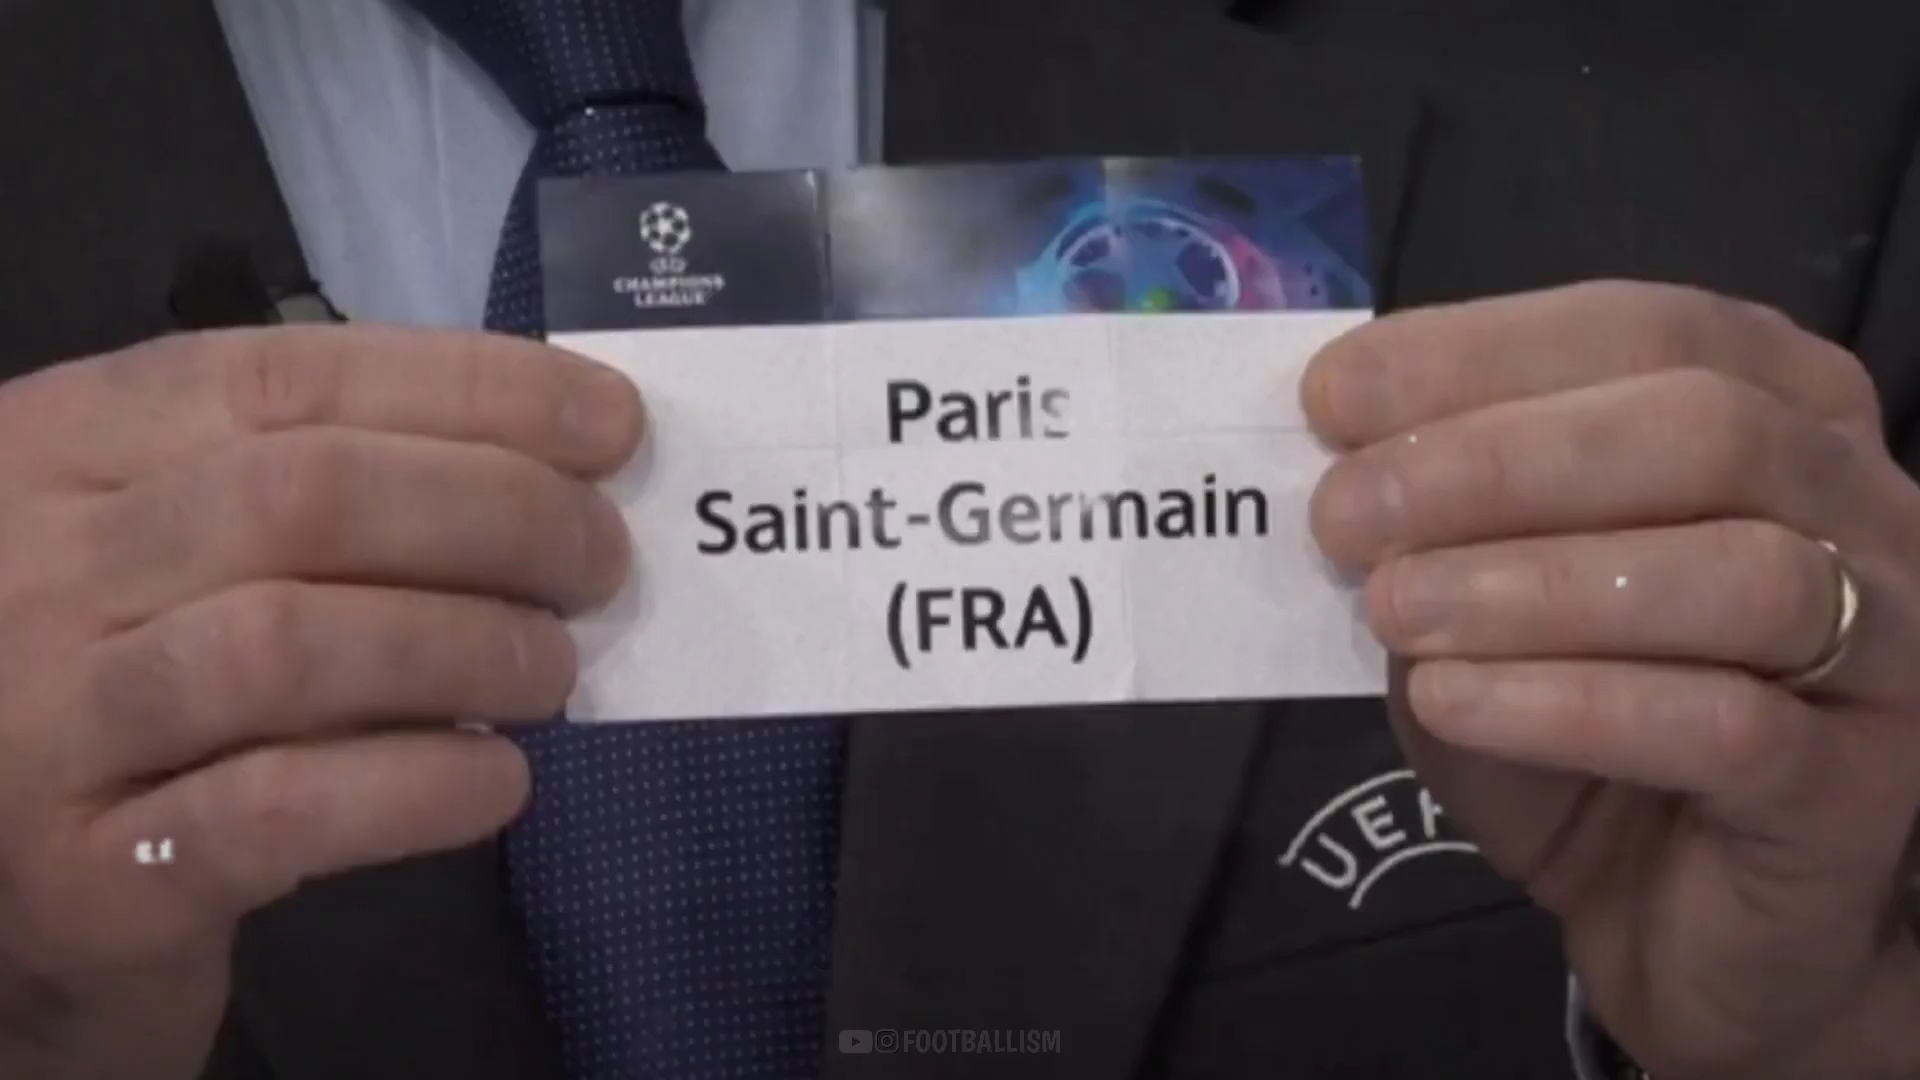 CHAMPIONS
LEAGUE
Paris
Saint-Germain
(FRA)
UEFA
FOOTBALLISM